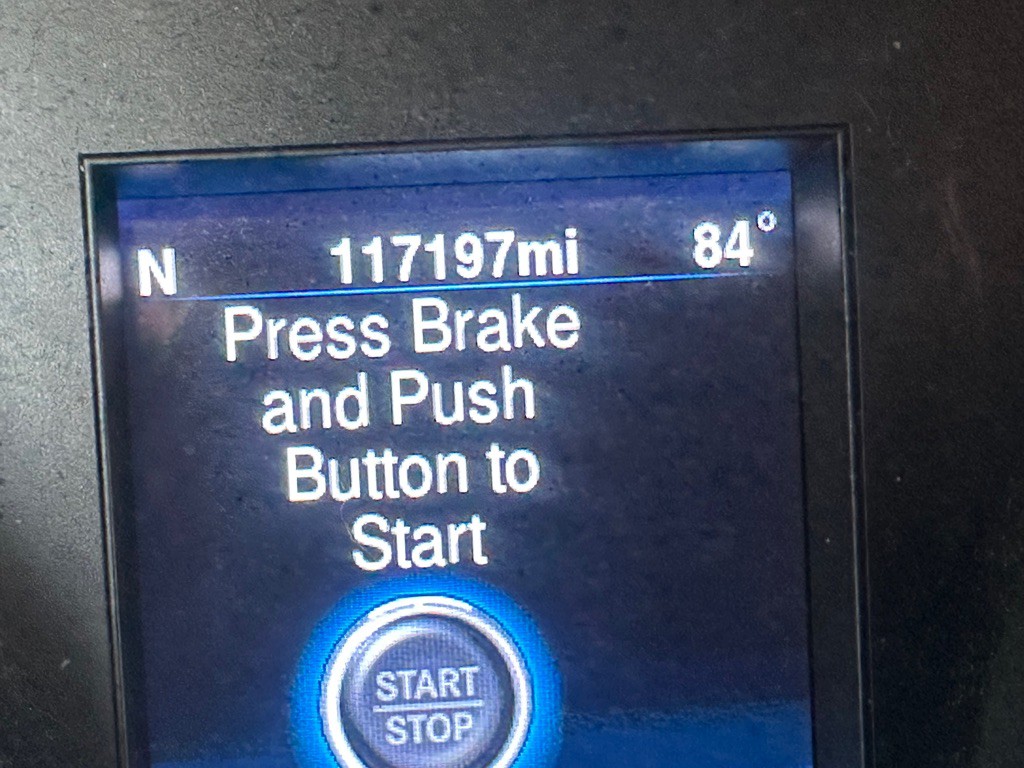 N 117197mi 84°
Press Brake
and Push
Button to
Start
START
STOP